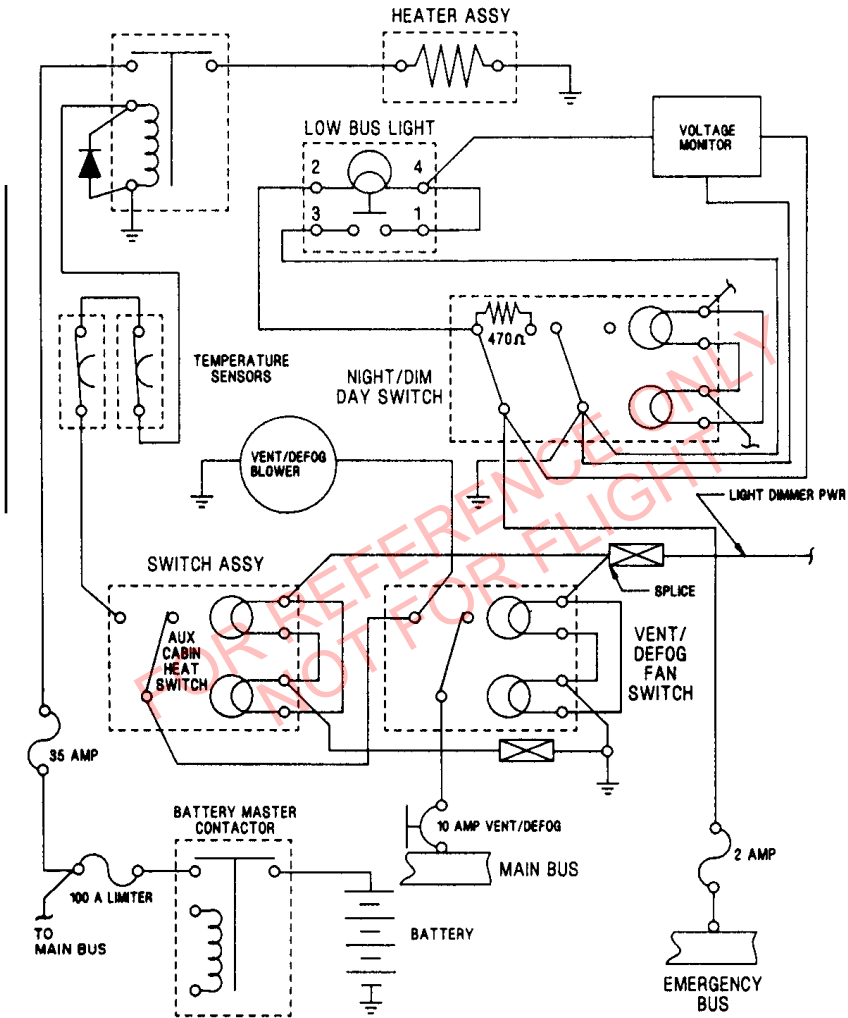 HEATER ASSY
LOW BUS LIGHT
VOLTAGE
MONITOR
2
4
3
1
470Ω
TEMPERATURE
SENSORS
NIGHT/DIM
DAY SWITCH
VENT/DEFOG
BLOWER
LIGHT DIMMER PWR
SWITCH ASSY
SPLICE
AUX
CABIN
HEAT
SWITCH
VENT/
DEFOG
FAN
SWITCH
35 AMP
BATTERY MASTER
CONTACTOR
10 AMP VENT/DEFOG
MAIN BUS
2 AMP
100 A LIMITER
TO
MAIN BUS
BATTERY
EMERGENCY
BUS
FOR REFERENCE ONLY
NOT FOR FLIGHT